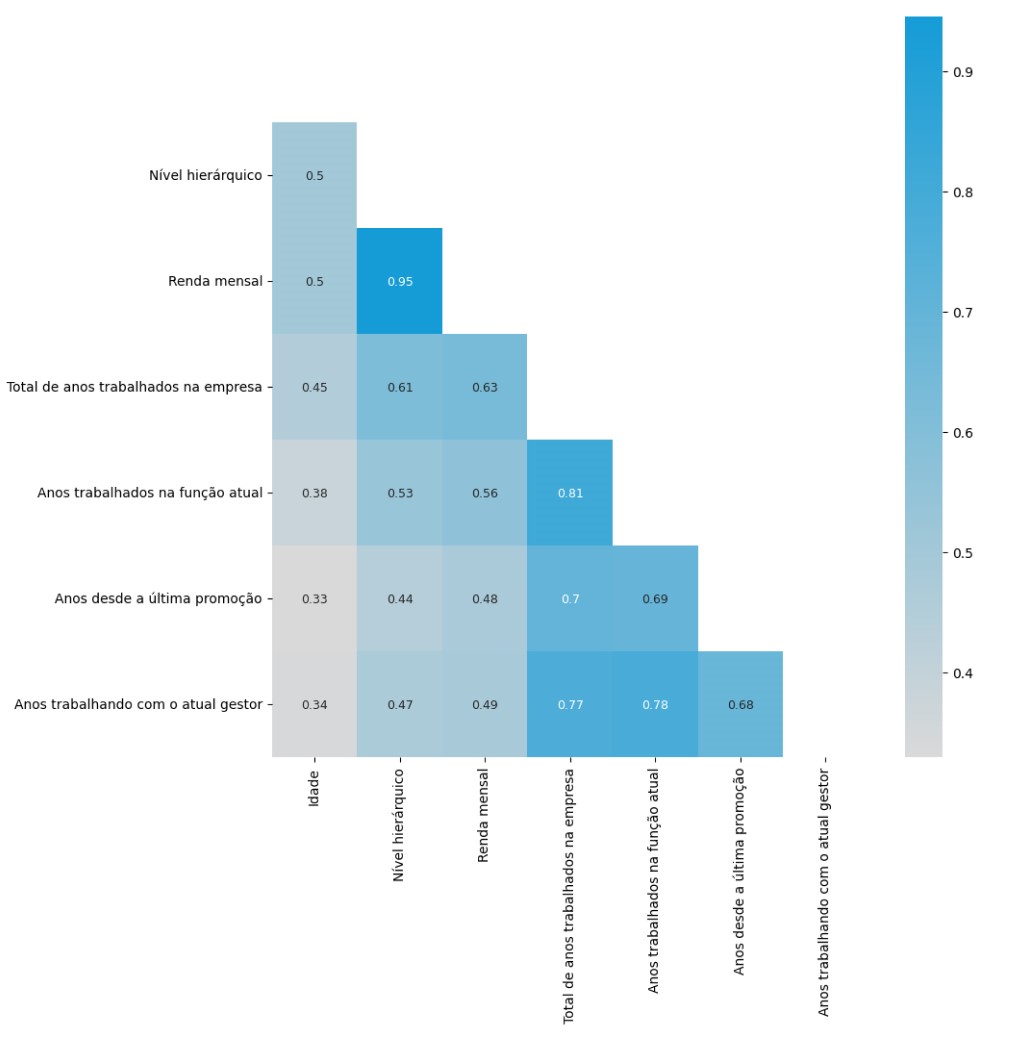 0.9
0.8
0.7
0.6
0.5
0.4
Nível hierárquico 0.5
Renda mensal 0.5 0.95
Total de anos trabalhados na empresa 0.45 0.61 0.63
Anos trabalhados na função atual 0.38 0.53 0.56 0.81
Anos desde a última promoção 0.33 0.44 0.48 0.7 0.69
Anos trabalhando com o atual gestor 0.34 0.47 0.49 0.77 0.78 0.68
Idade
Nível hierárquico
Renda mensal
Total de anos trabalhados na empresa
Anos trabalhados na função atual
Anos desde a última promoção
Anos trabalhando com o atual gestor